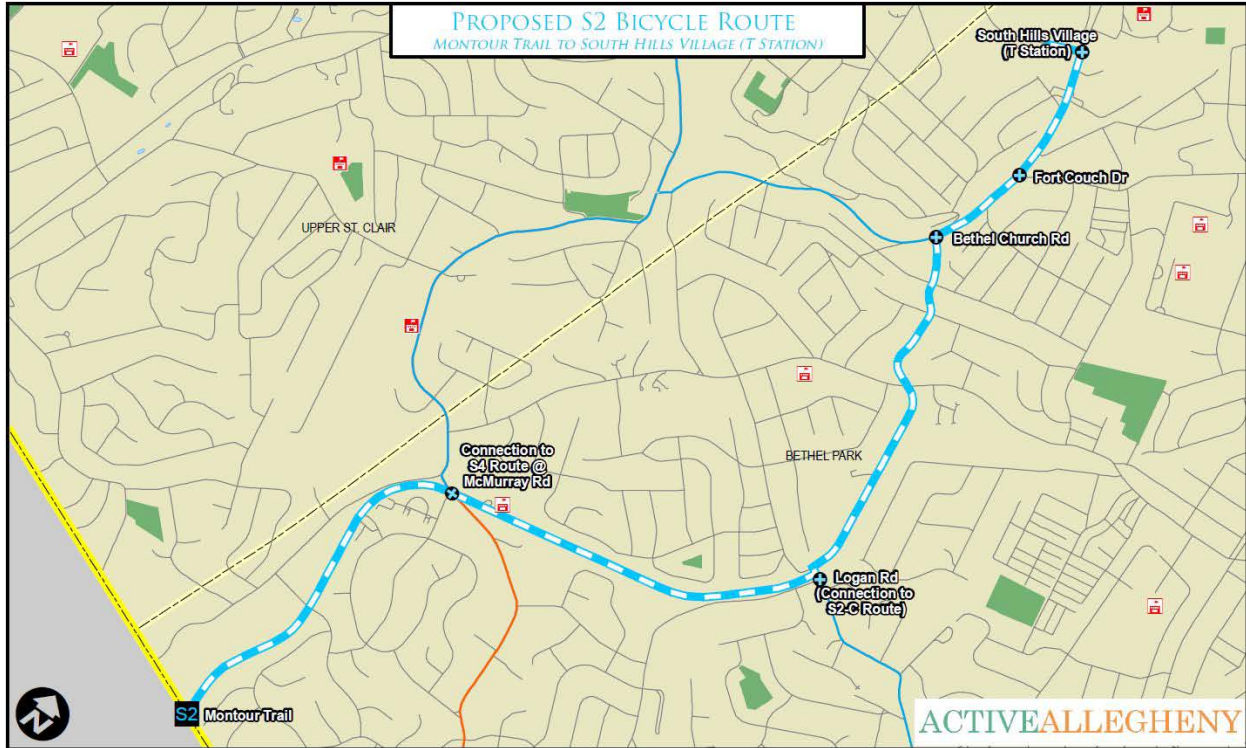 PROPOSED S2 BICYCLE ROUTE
MONTOUR TRAIL TO SOUTH HILLS VILLAGE (T STATION)
South Hills Village
(T Station)
Fort Couch Dr
UPPER ST. CLAIR
Bethel Church Rd
Connection to
S4 Route @
McMurray Rd
BETHEL PARK
Logan Rd
(Connection to
S2-C Route)
S2 Montour Trail
N
ACTIVEALLEGHENY